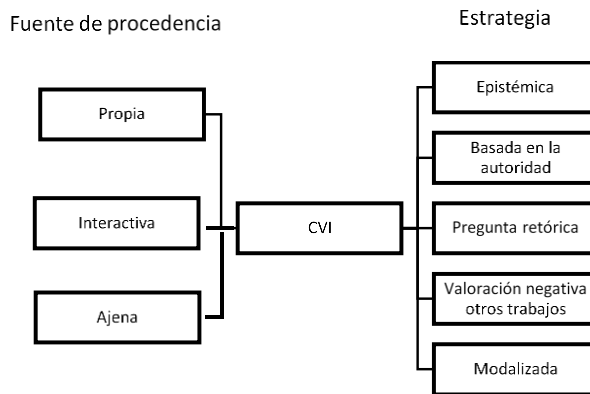 Fuente de procedencia
Estrategia
Propia
Interactiva
Ajena
CVI
Epistémica
Basada en la
autoridad
Pregunta retórica
Valoración negativa
otros trabajos
Modalizada